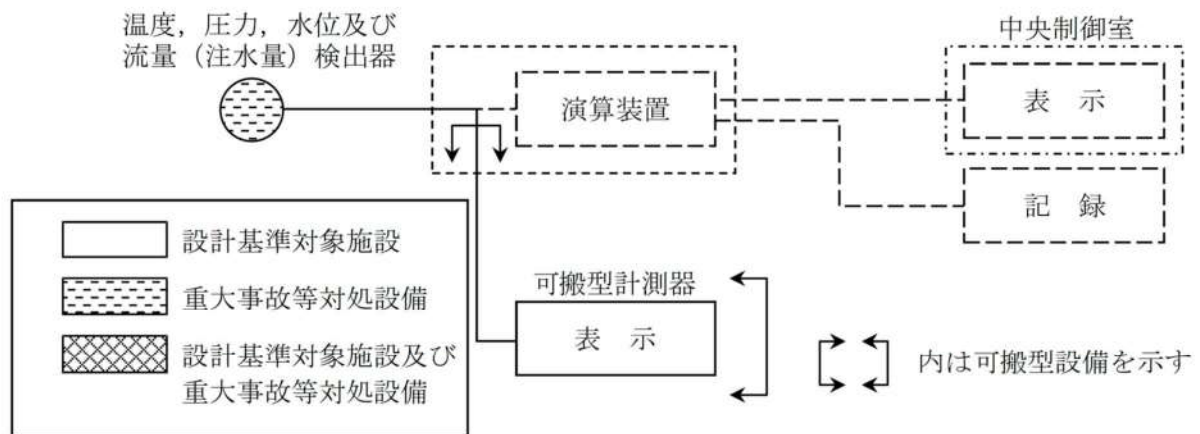 温度，圧力，水位及び
流量（注水量）検出器
演算装置
中央制御室
表　示
記　録
設計基準対象施設
重大事故等対処設備
設計基準対象施設及び
重大事故等対処設備
可搬型計測器
表　示
内は可搬型設備を示す